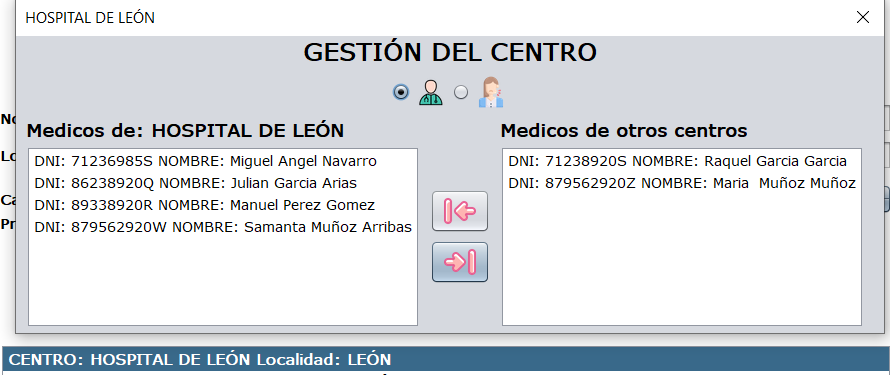 HOSPITAL DE LEÓN
GESTIÓN DEL CENTRO
Medicos de: HOSPITAL DE LEÓN
DNI: 71236985S NOMBRE: Miguel Angel Navarro
DNI: 86238920Q NOMBRE: Julian Garcia Arias
DNI: 89338920R NOMBRE: Manuel Perez Gomez
DNI: 879562920W NOMBRE: Samanta Muñoz Arribas
Medicos de otros centros
DNI: 71238920S NOMBRE: Raquel Garcia Garcia
DNI: 879562920Z NOMBRE: Maria  Muñoz Muñoz
CENTRO: HOSPITAL DE LEÓN Localidad: LEÓN